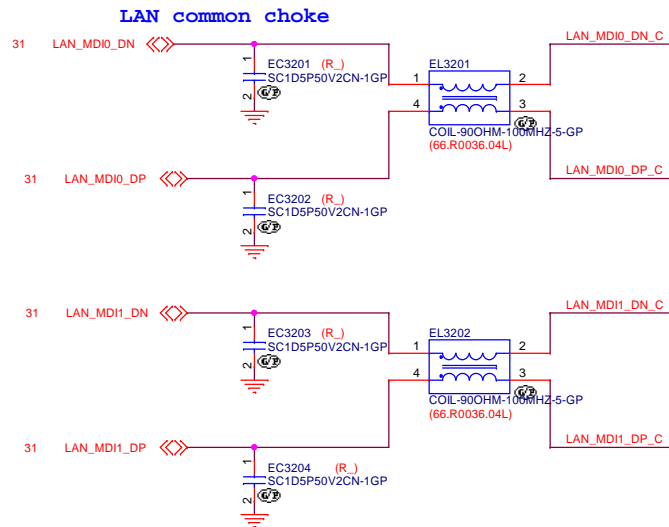 LAN common choke
31 LAN_MDI0_DN
LAN_MDI0_DN_C
EC3201 (R_)
SC1D5P50V2CN-1GP
1
2
G/P
EL3201
1
2
4
3
COIL-90OHM-100MHZ-5-GP
G/P
(66.R0036.04L)
31 LAN_MDI0_DP
LAN_MDI0_DP_C
EC3202 (R_)
SC1D5P50V2CN-1GP
1
2
G/P
31 LAN_MDI1_DN
LAN_MDI1_DN_C
EC3203 (R_)
SC1D5P50V2CN-1GP
1
2
G/P
EL3202
1
2
4
3
COIL-90OHM-100MHZ-5-GP
G/P
(66.R0036.04L)
31 LAN_MDI1_DP
LAN_MDI1_DP_C
EC3204 (R_)
SC1D5P50V2CN-1GP
1
2
G/P